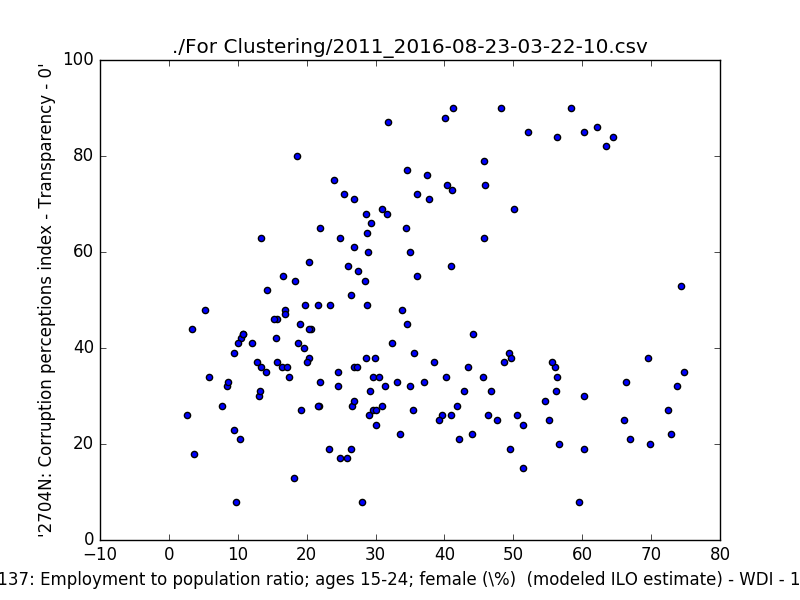 ./For Clustering/2011_2016-08-23-03-22-10.csv
'2704N: Corruption perceptions index - Transparency - 0'
100
80
60
40
20
0
−10 0 10 20 30 40 50 60 70 80
137: Employment to population ratio; ages 15-24; female (\%)  (modeled ILO estimate) - WDI - 1